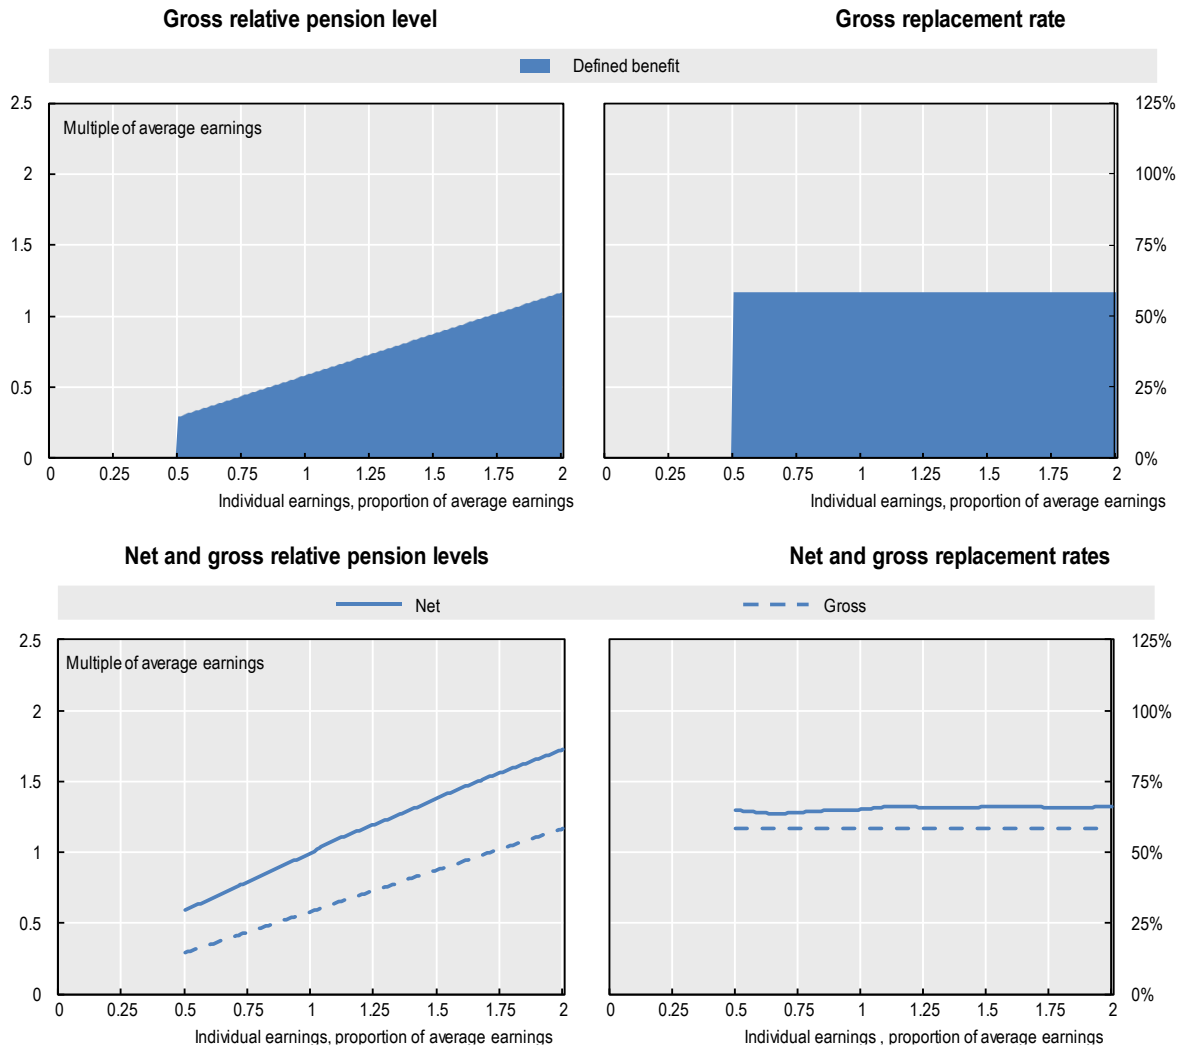 Gross relative pension level
Gross replacement rate
Defined benefit
2.5
2
1.5
1
0.5
0
Multiple of average earnings
0 0.25 0.5 0.75 1 1.25 1.5 1.75 2
Individual earnings, proportion of average earnings
125%
100%
75%
50%
25%
0%
0 0.25 0.5 0.75 1 1.25 1.5 1.75 2
Individual earnings, proportion of average earnings
Net and gross relative pension levels
Net and gross replacement rates
Net
Gross
2.5
2
1.5
1
0.5
0
Multiple of average earnings
0 0.25 0.5 0.75 1 1.25 1.5 1.75 2
Individual earnings, proportion of average earnings
125%
100%
75%
50%
25%
0%
0 0.25 0.5 0.75 1 1.25 1.5 1.75 2
Individual earnings , proportion of average earnings